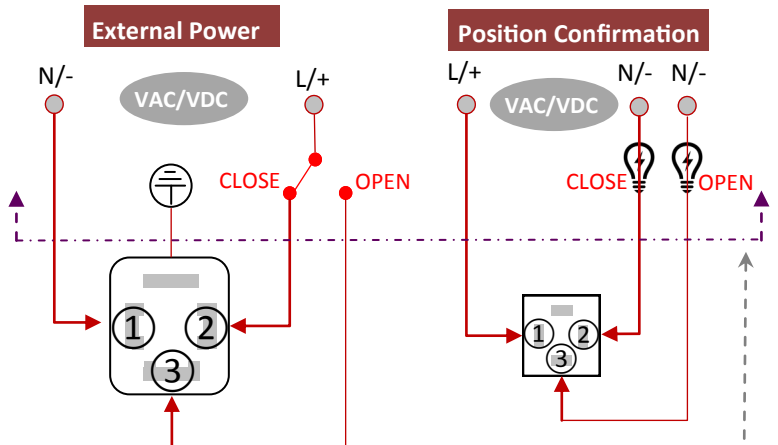 External Power
Position Confirmation
N/-
VAC/VDC
L/+
L/+
VAC/VDC
N/-
N/-
CLOSE
OPEN
CLOSE
OPEN
1
2
3
1
2
3